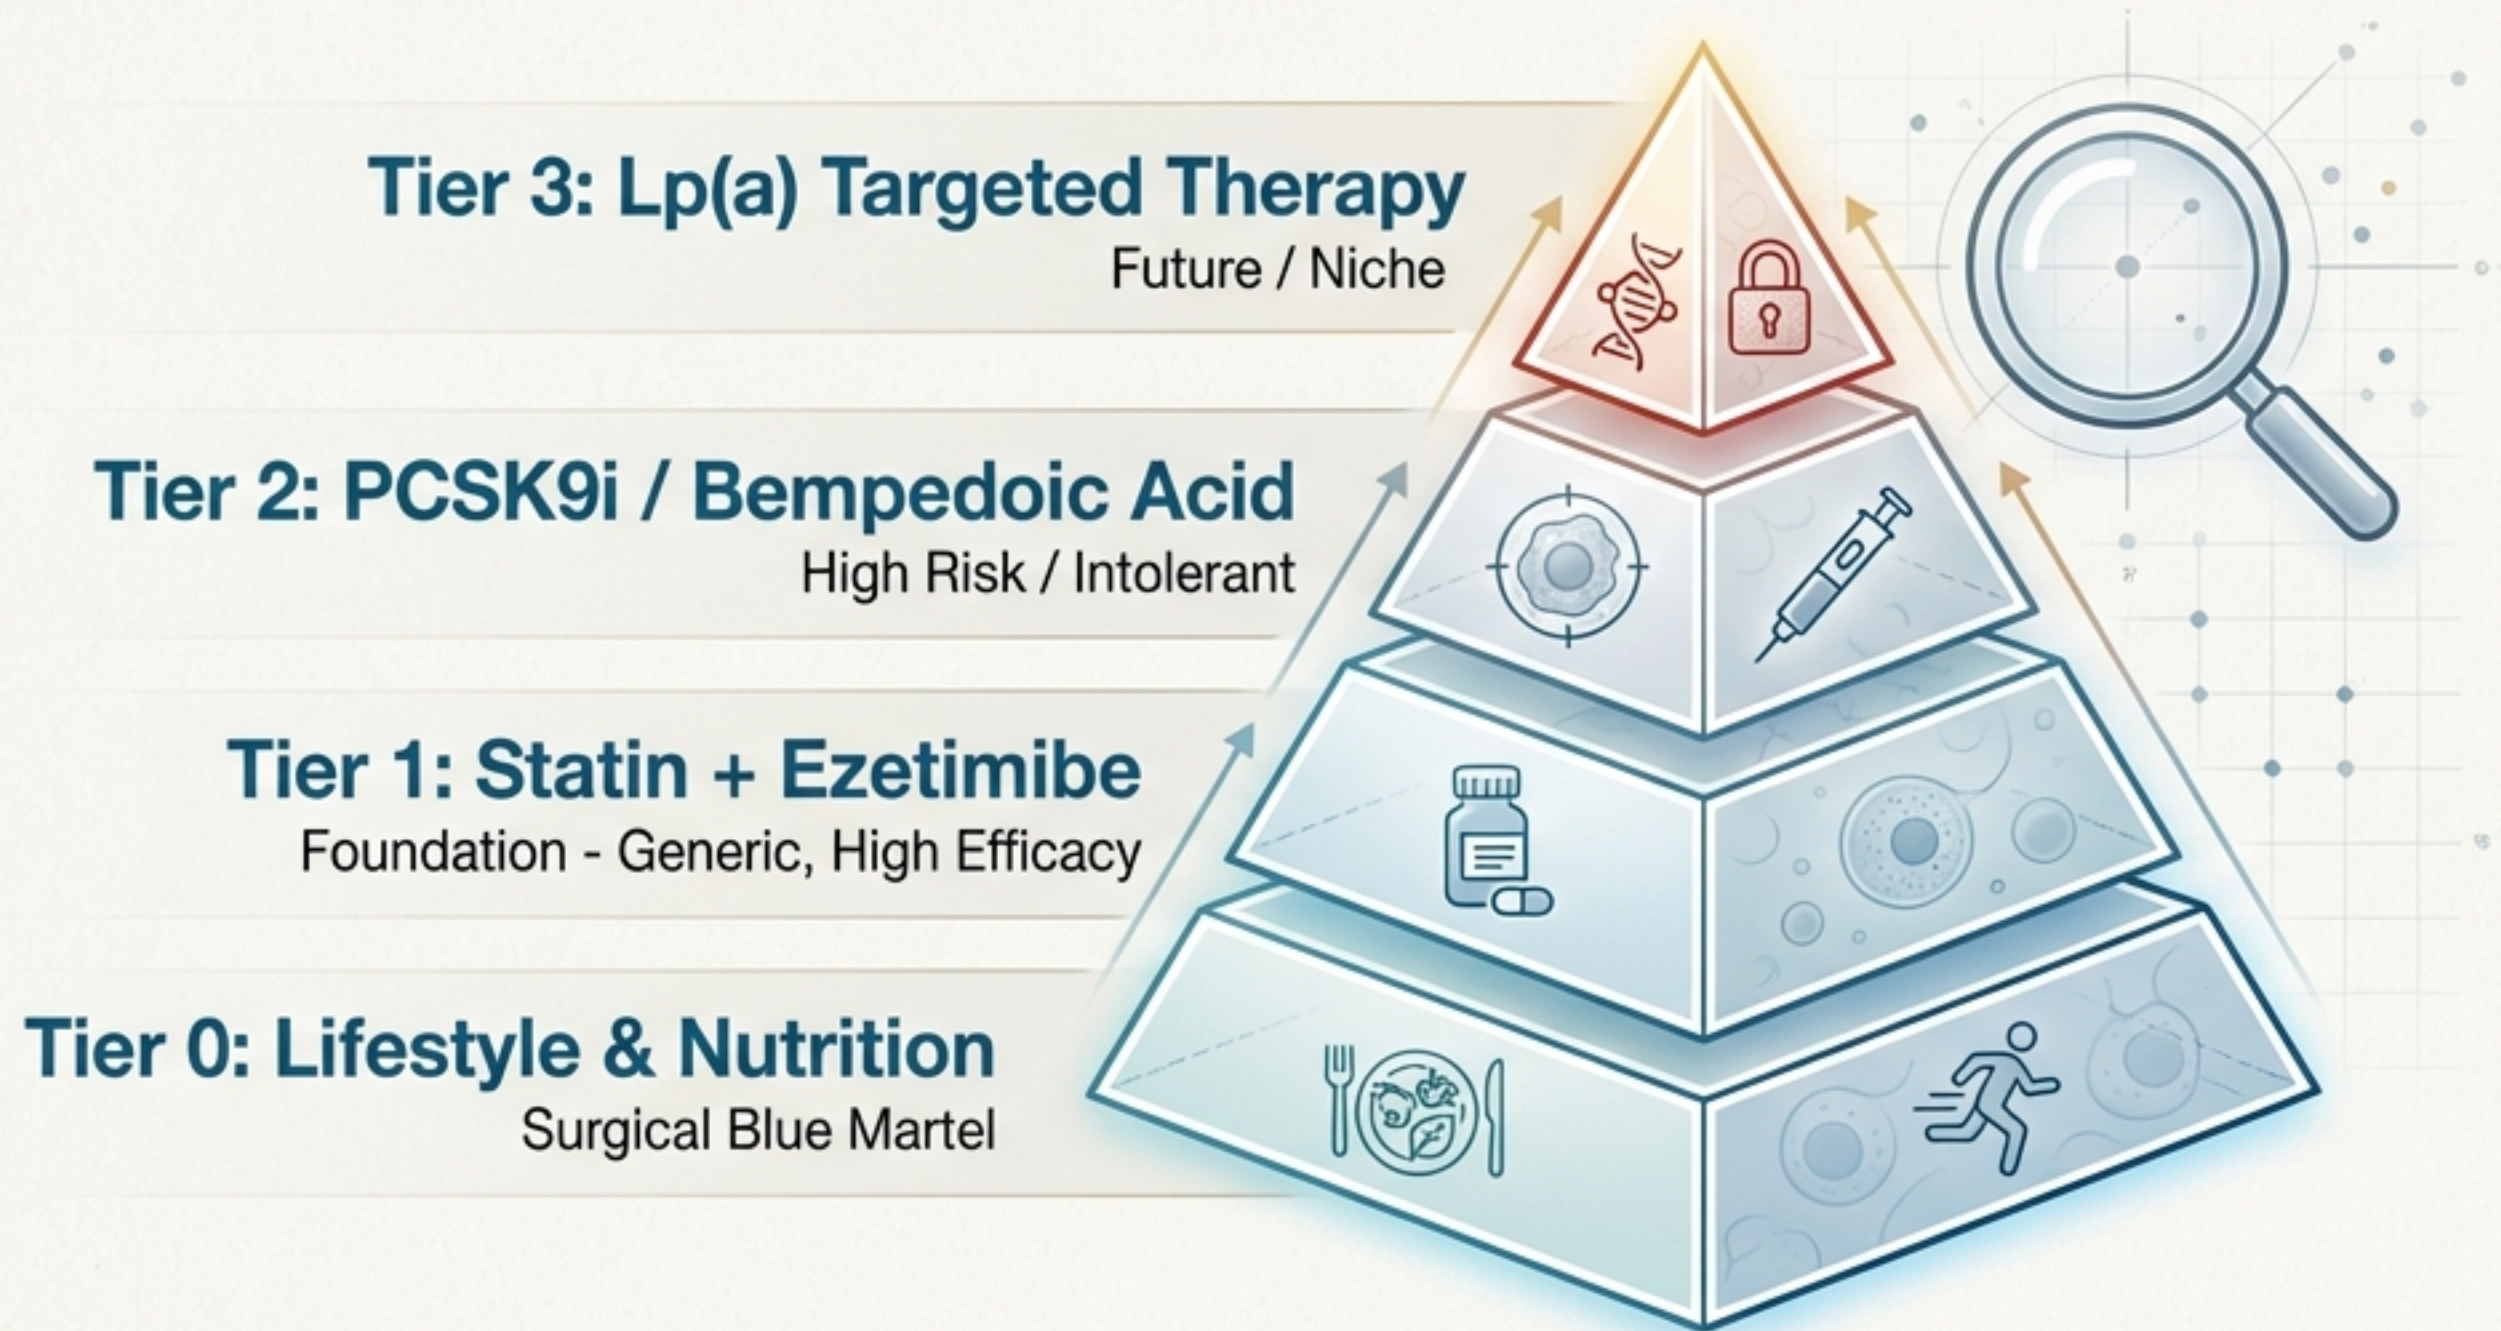 Tier 3: Lp(a) Targeted Therapy
Future / Niche
Tier 2: PCSK9i / Bempedoic Acid
High Risk / Intolerant
Tier 1: Statin + Ezetimibe
Foundation - Generic, High Efficacy
Tier 0: Lifestyle & Nutrition
Surgical Blue Martel